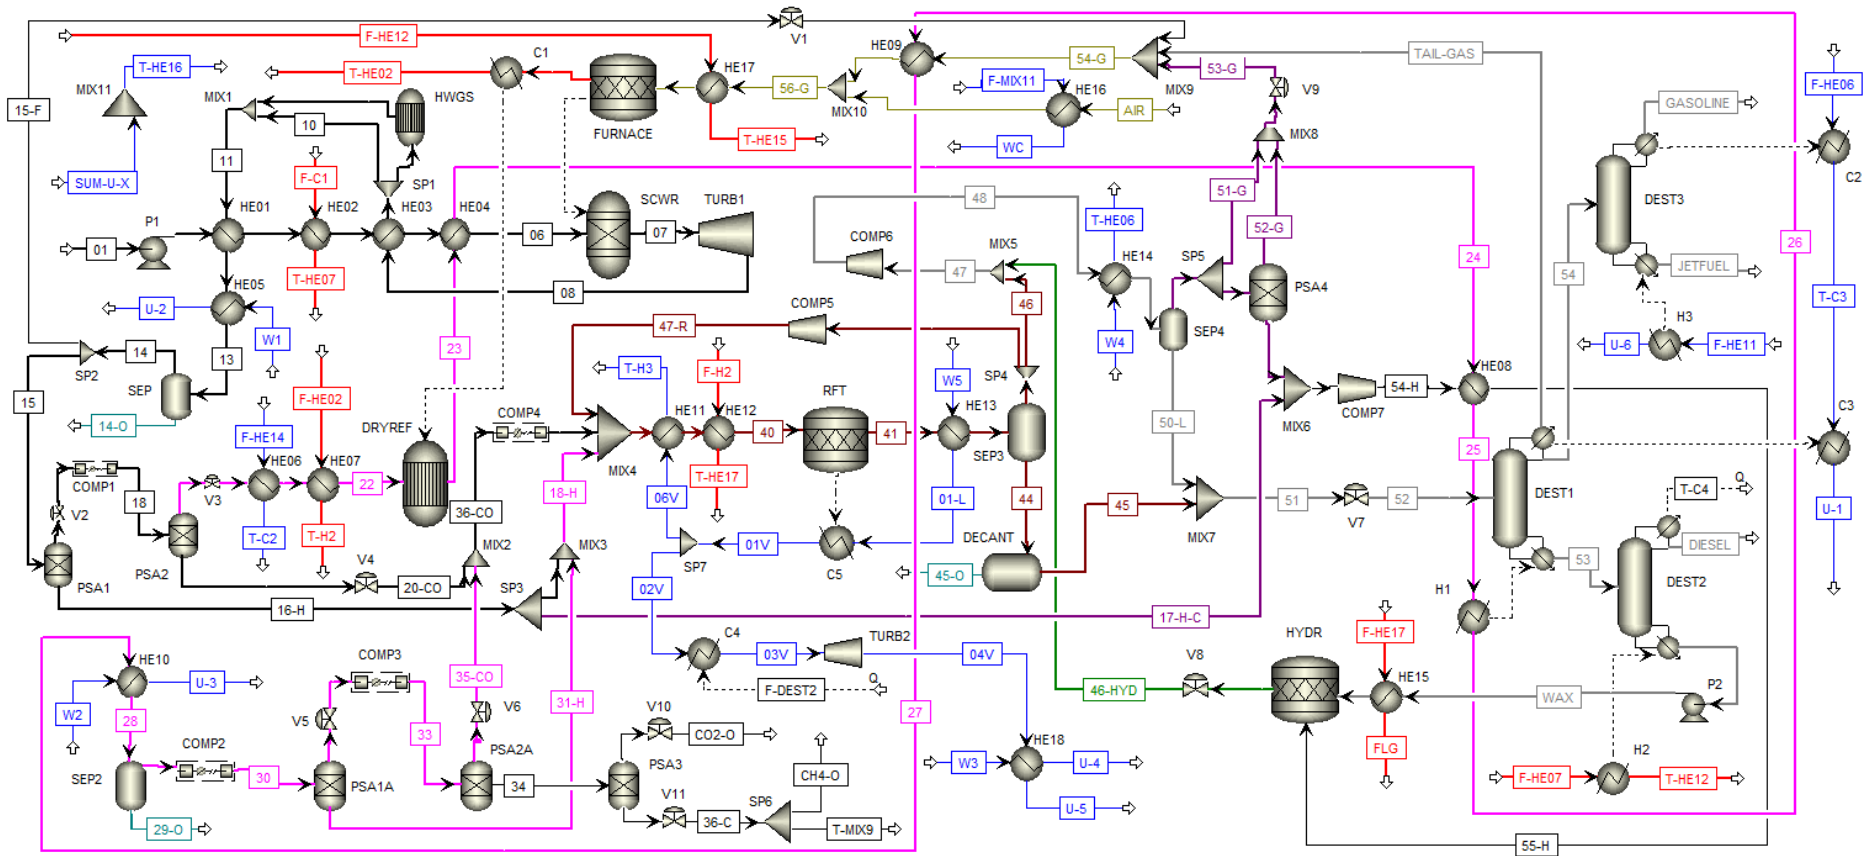 V1
F-HE12
HE09
54-G
TAIL-GAS
C1
53-G
T-HE16
T-HE02
HE17
F-MIX11
MIX9
V9
F-HE06
MIX11
HWGS
56-G
HE16
AIR
GASOLINE
15-F
MIX1
10
FURNACE
MIX10
MIX8
T-HE15
WC
C2
11
SUM-U-X
F-C1
SP1
DEST3
51-G
48
HE01
HE02
HE03
HE04
SCWR
TURB1
T-HE06
52-G
P1
COMP6
MIX5
HE14
SP5
24
26
01
06
07
47
54
JETFUEL
T-HE07
PSA4
HE05
08
COMP5
46
T-C3
U-2
47-R
SEP4
H3
W1
23
W4
U-6
F-HE11
14
13
T-H3
F-H2
W5
SP4
HE08
SP2
SEP
RFT
54-H
COMP7
15
F-HE02
COMP4
HE11
HE12
HE13
50-L
MIX6
C3
14-O
DRYREF
40
41
F-HE14
MIX4
SEP3
25
COMP1
HE06
HE07
T-HE17
T-C4
Q
V3
22
18-H
06V
01-L
44
51
52
DEST1
18
36-CO
45
V7
U-1
V2
MIX7
T-C2
T-H2
MIX2
MIX3
01V
DECANT
DIESEL
PSA2
V4
C5
53
PSA1
20-CO
SP3
SP7
45-O
DEST2
02V
H1
16-H
17-H-C
HYDR
F-HE17
C4
TURB2
HE10
COMP3
03V
04V
V8
HE15
U-3
35-CO
Q
P2
31-H
F-DEST2
46-HYD
WAX
W2
28
V5
V6
27
33
V10
CO2-O
HE18
FLG
COMP2
PSA2A
PSA3
W3
U-4
H2
SEP2
30
PSA1A
34
CH4-O
F-HE07
T-HE12
V11
SP6
U-5
29-O
36-C
T-MIX9
55-H